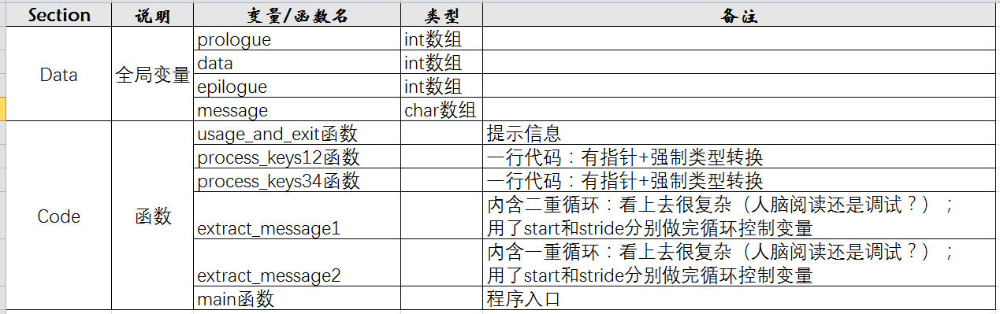 Section 说明 变量/函数名 类型 备注
Data 全局变量 prologue int数组
data int数组
epilogue int数组
message char数组
Code 函数 usage_and_exit函数 提示信息
process_keys12函数 一行代码：有指针+强制类型转换
process_keys34函数 一行代码：有指针+强制类型转换
extract_message1 内含二重循环：看上去很复杂（人脑阅读还是调试？）；
用了start和stride分别做完循环控制变量
extract_message2 内含一重循环：看上去很复杂（人脑阅读还是调试？）；
用了start和stride分别做完循环控制变量
main函数 程序入口